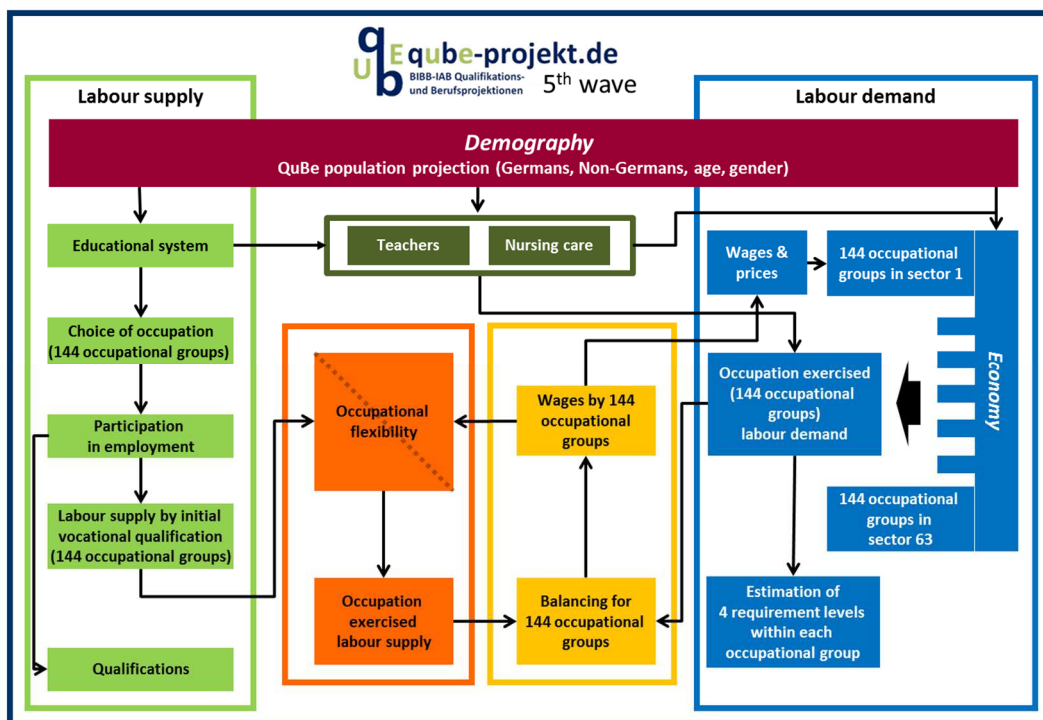 qube-projekt.de
BIBB-IAB Qualifikations-
und Berufsprojektionen
5th wave
Labour supply
Labour demand
Demography
QuBe population projection (Germans, Non-Germans, age, gender)
Educational system
Teachers
Nursing care
Wages &
prices
144 occupational
groups in sector 1
Choice of occupation
(144 occupational groups)
Occupational
flexibility
Wages by 144
occupational
groups
Occupation exercised
(144 occupational
groups)
labour demand
Economy
Participation
in employment
Labour supply by initial
vocational qualification
(144 occupational groups)
144 occupational
groups in
sector 63
Occupation
exercised
labour supply
Balancing for
144 occupational
groups
Estimation of
4 requirement levels
within each
occupational group
Qualifications